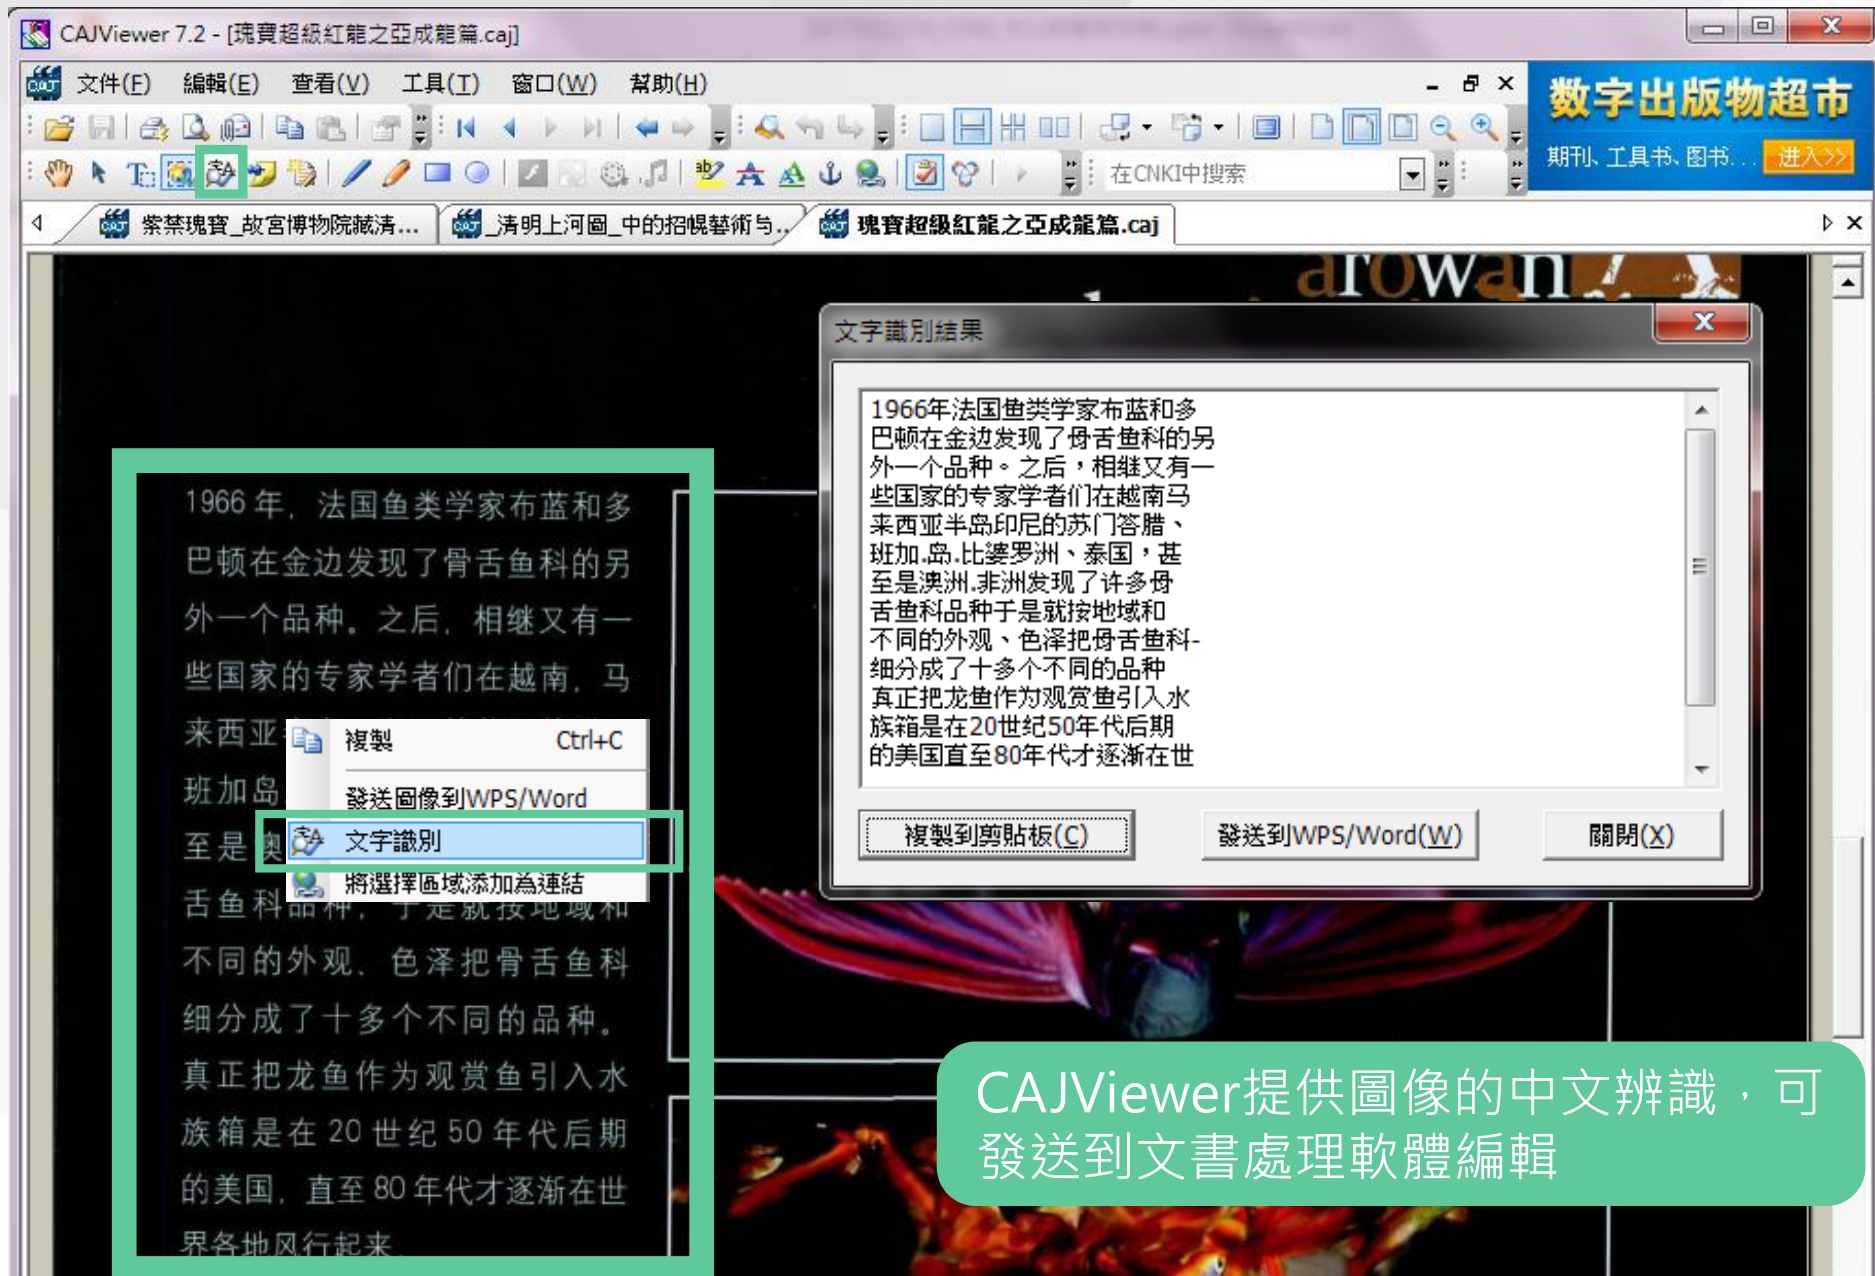 CAJViewer 7.2 - [瑰寶超級紅龍之亞成龍篇.caj]
文件(F) 編輯(E) 查看(V) 工具(T) 窗口(W) 幫助(H)
数字出版物超市
期刊、工具书、图书... 进入>>
在CNKI中搜索
紫禁瑰寶_故宮博物院藏清...
_清明上河圖_中的招幌藝術与..
瑰寶超級紅龍之亞成龍篇.caj
arowan
1966 年, 法国鱼类学家布蓝和多
巴顿在金边发现了骨舌鱼科的另
外一个品种。之后, 相继又有一
些国家的专家学者们在越南, 马
来西亚
班加岛
至是澳
舌鱼科品种, 于是就按地域和
不同的外观、色泽把骨舌鱼科
细分成了十多个不同的品种。
真正把龙鱼作为观赏鱼引入水
族箱是在 20 世纪 50 年代后期
的美国, 直至 80 年代才逐渐在世
界各地风行起来
複製 Ctrl+C
發送圖像到WPS/Word
文字識別
將選擇區域添加為連結
文字識別結果
1966年法国鱼类学家布蓝和多
巴顿在金边发现了骨舌鱼科的另
外一个品种。之后，相继又有一
些国家的专家学者们在越南马
来西亚半岛印尼的苏门答腊、
班加.岛.比婆罗洲、泰国，甚
至是澳洲.非洲发现了许多骨
舌鱼科品种于是就按地域和
不同的外观、色泽把骨舌鱼科-
细分成了十多个不同的品种
真正把龙鱼作为观赏鱼引入水
族箱是在20世纪50年代后期
的美国直至80年代才逐渐在世
複製到剪貼板(C) 發送到WPS/Word(W) 關閉(X)
CAJViewer提供圖像的中文辨識，可
發送到文書處理軟體編輯